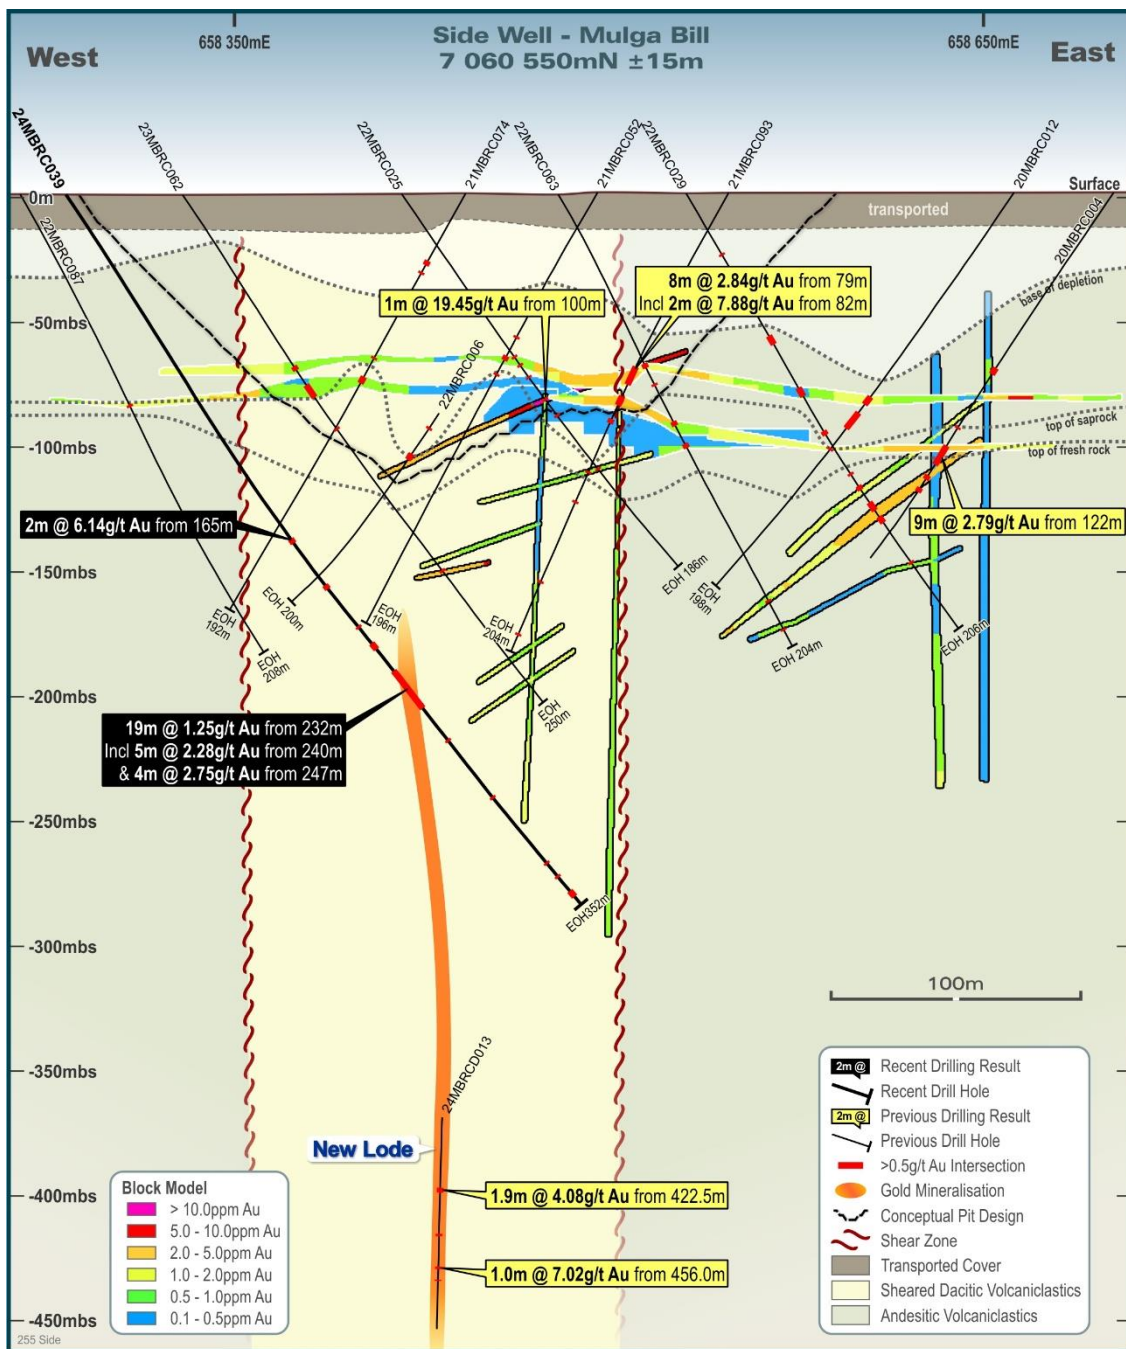 658 350mE
Side Well - Mulga Bill
7 060 550mN ±15m
658 650mE
West
East
24MBRC039
23MBRC062
22MBRC025
21MBRC074
22MBRC063
21MBRC052
22MBRC029
21MBRC093
20MBRC012
20MBRC004
22MBRC087
22MBRC006
0m
Surface
transported
base of depletion
8m @ 2.84g/t Au from 79m
Incl 2m @ 7.88g/t Au from 82m
1m @ 19.45g/t Au from 100m
-50mbs
-100mbs
top of saprock
top of fresh rock
2m @ 6.14g/t Au from 165m
9m @ 2.79g/t Au from 122m
-150mbs
EOH 186m
EOH
198m
EOH 200m
EOH
192m
EOH
196m
EOH
204m
EOH 204m
EOH 206m
EOH
208m
EOH
250m
-200mbs
19m @ 1.25g/t Au from 232m
Incl 5m @ 2.28g/t Au from 240m
& 4m @ 2.75g/t Au from 247m
-250mbs
EOH352m
-300mbs
100m
-350mbs
24MBRCD013
New Lode
-400mbs
1.9m @ 4.08g/t Au from 422.5m
1.0m @ 7.02g/t Au from 456.0m
-450mbs
Block Model
> 10.0ppm Au
5.0 - 10.0ppm Au
2.0 - 5.0ppm Au
1.0 - 2.0ppm Au
0.5 - 1.0ppm Au
0.1 - 0.5ppm Au
2m @ Recent Drilling Result
Recent Drill Hole
2m @ Previous Drilling Result
Previous Drill Hole
>0.5g/t Au Intersection
Gold Mineralisation
Conceptual Pit Design
Shear Zone
Transported Cover
Sheared Dacitic Volcaniclastics
Andesitic Volcaniclastics
255 Side